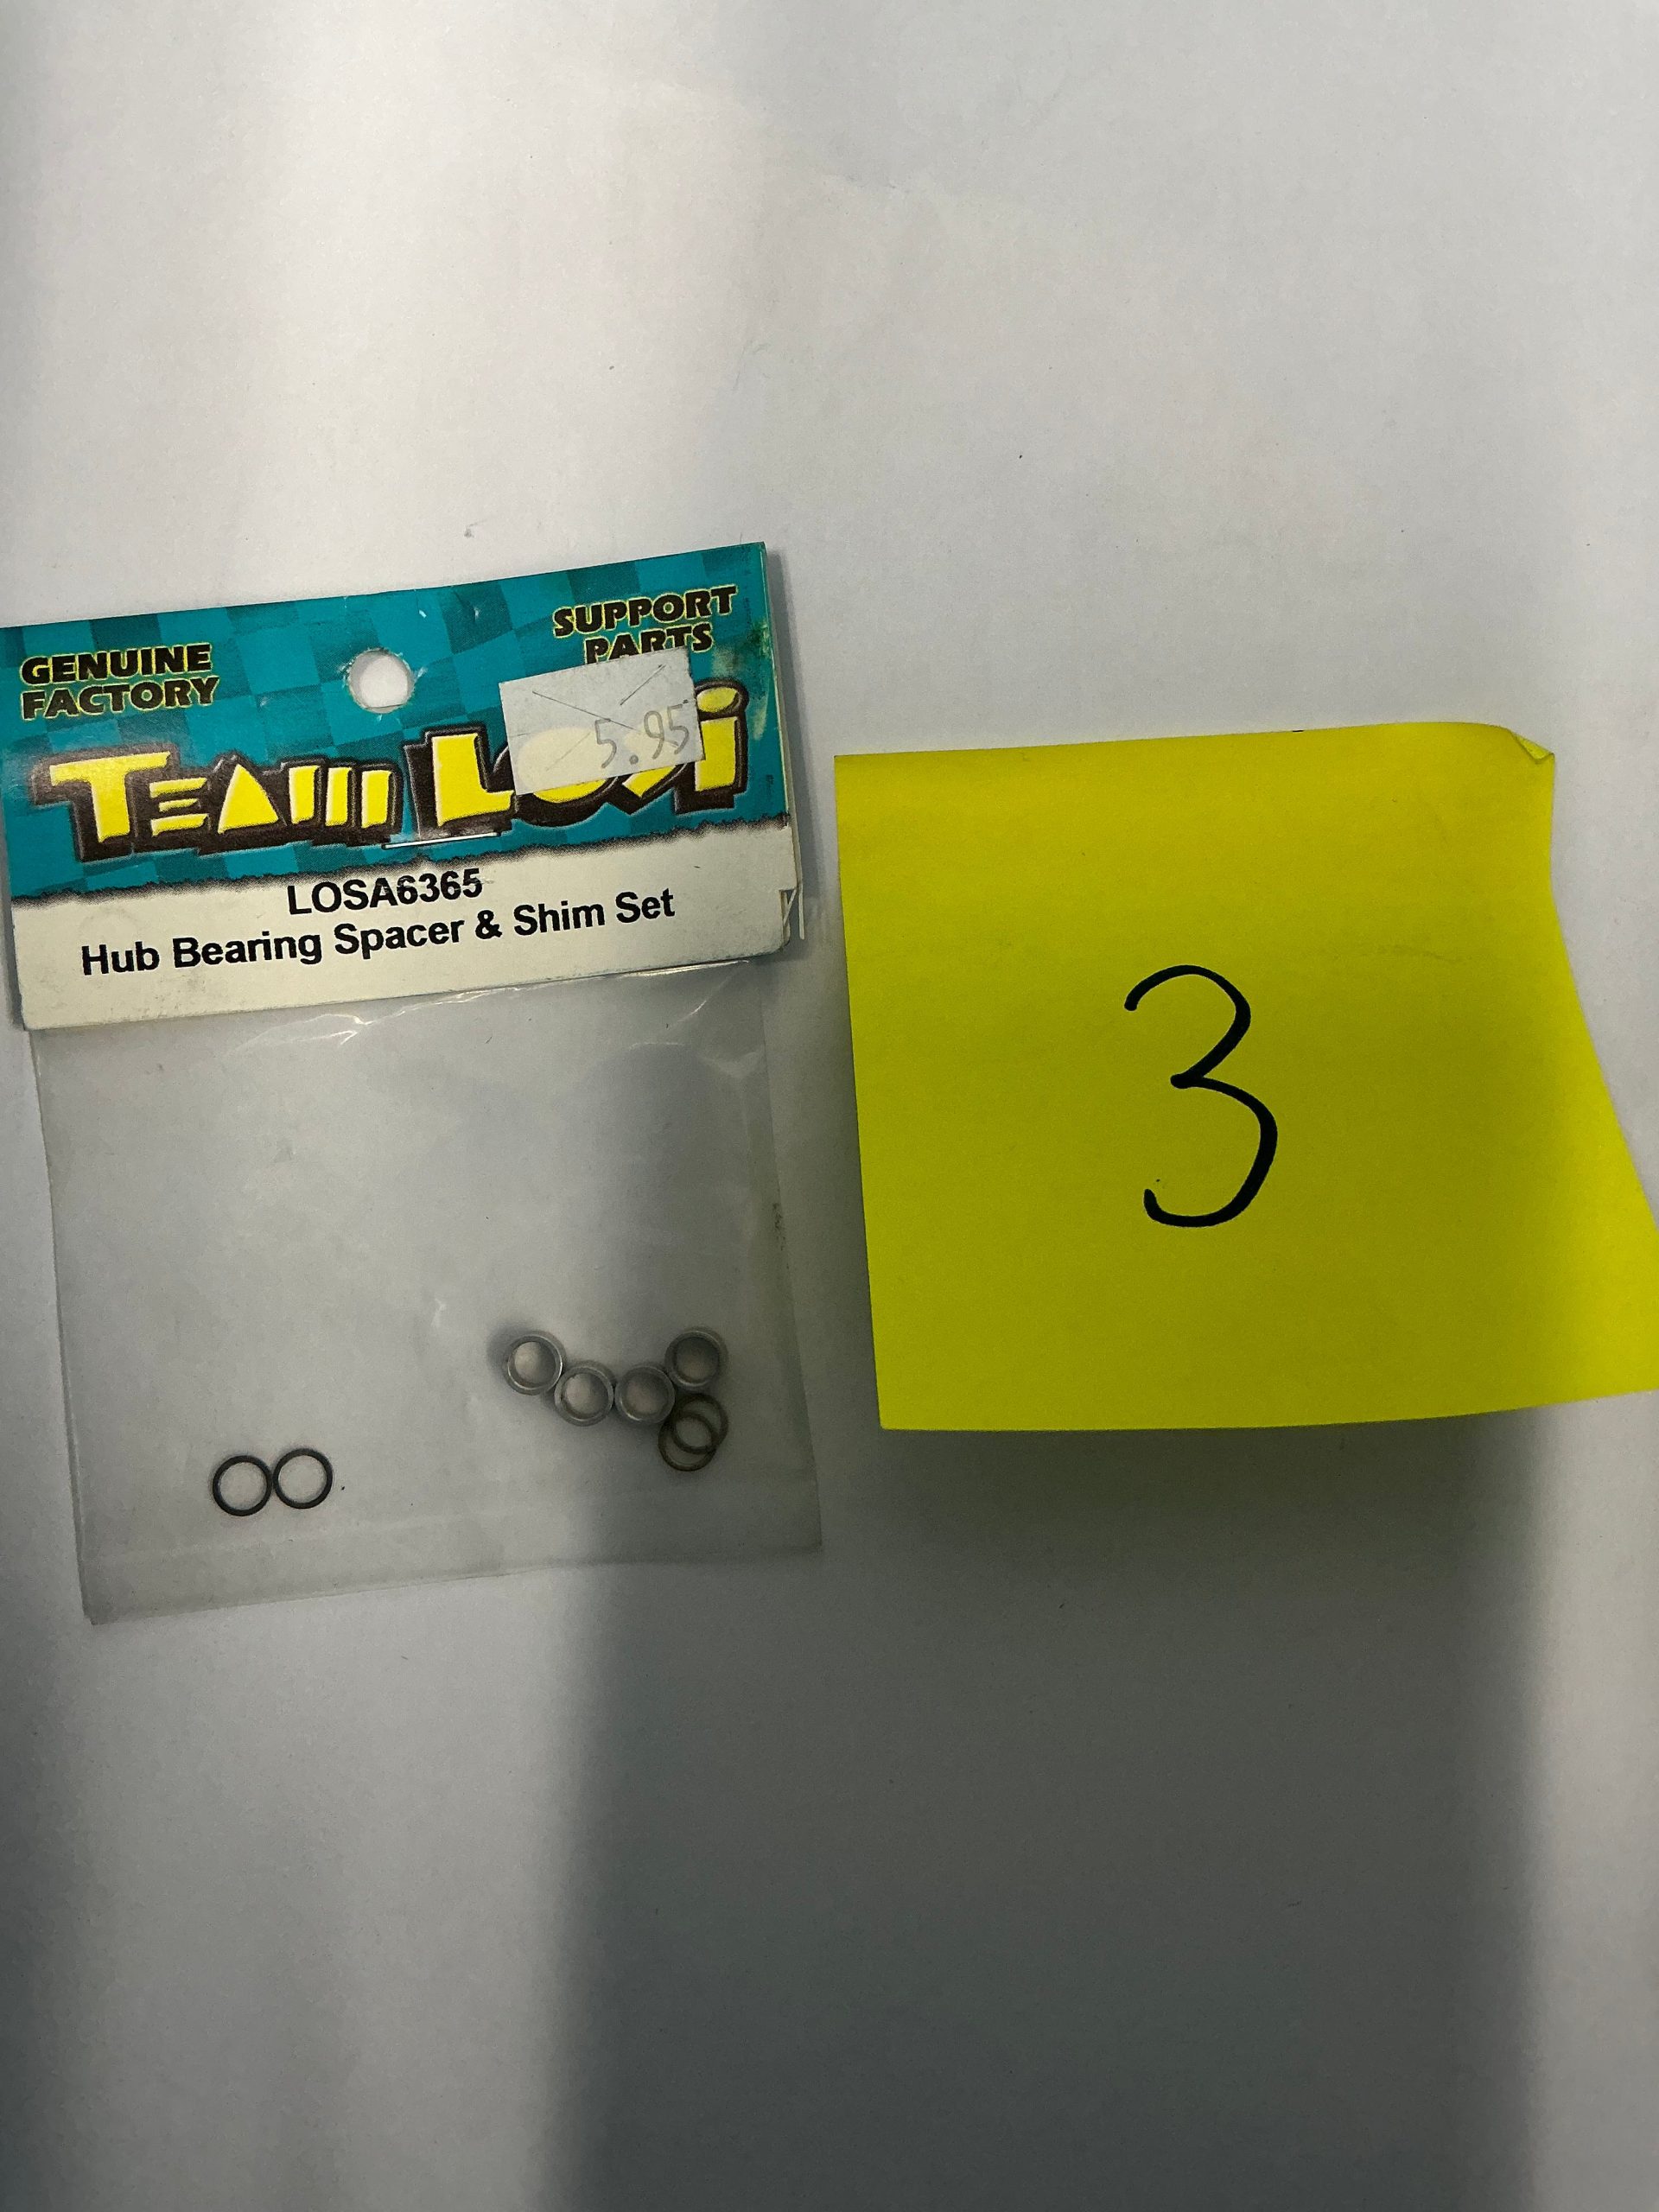 GENUINE
FACTORY
SUPPORT
PARTS
5.95
TEAM LOSi
LOSA6365
Hub Bearing Spacer & Shim Set
3